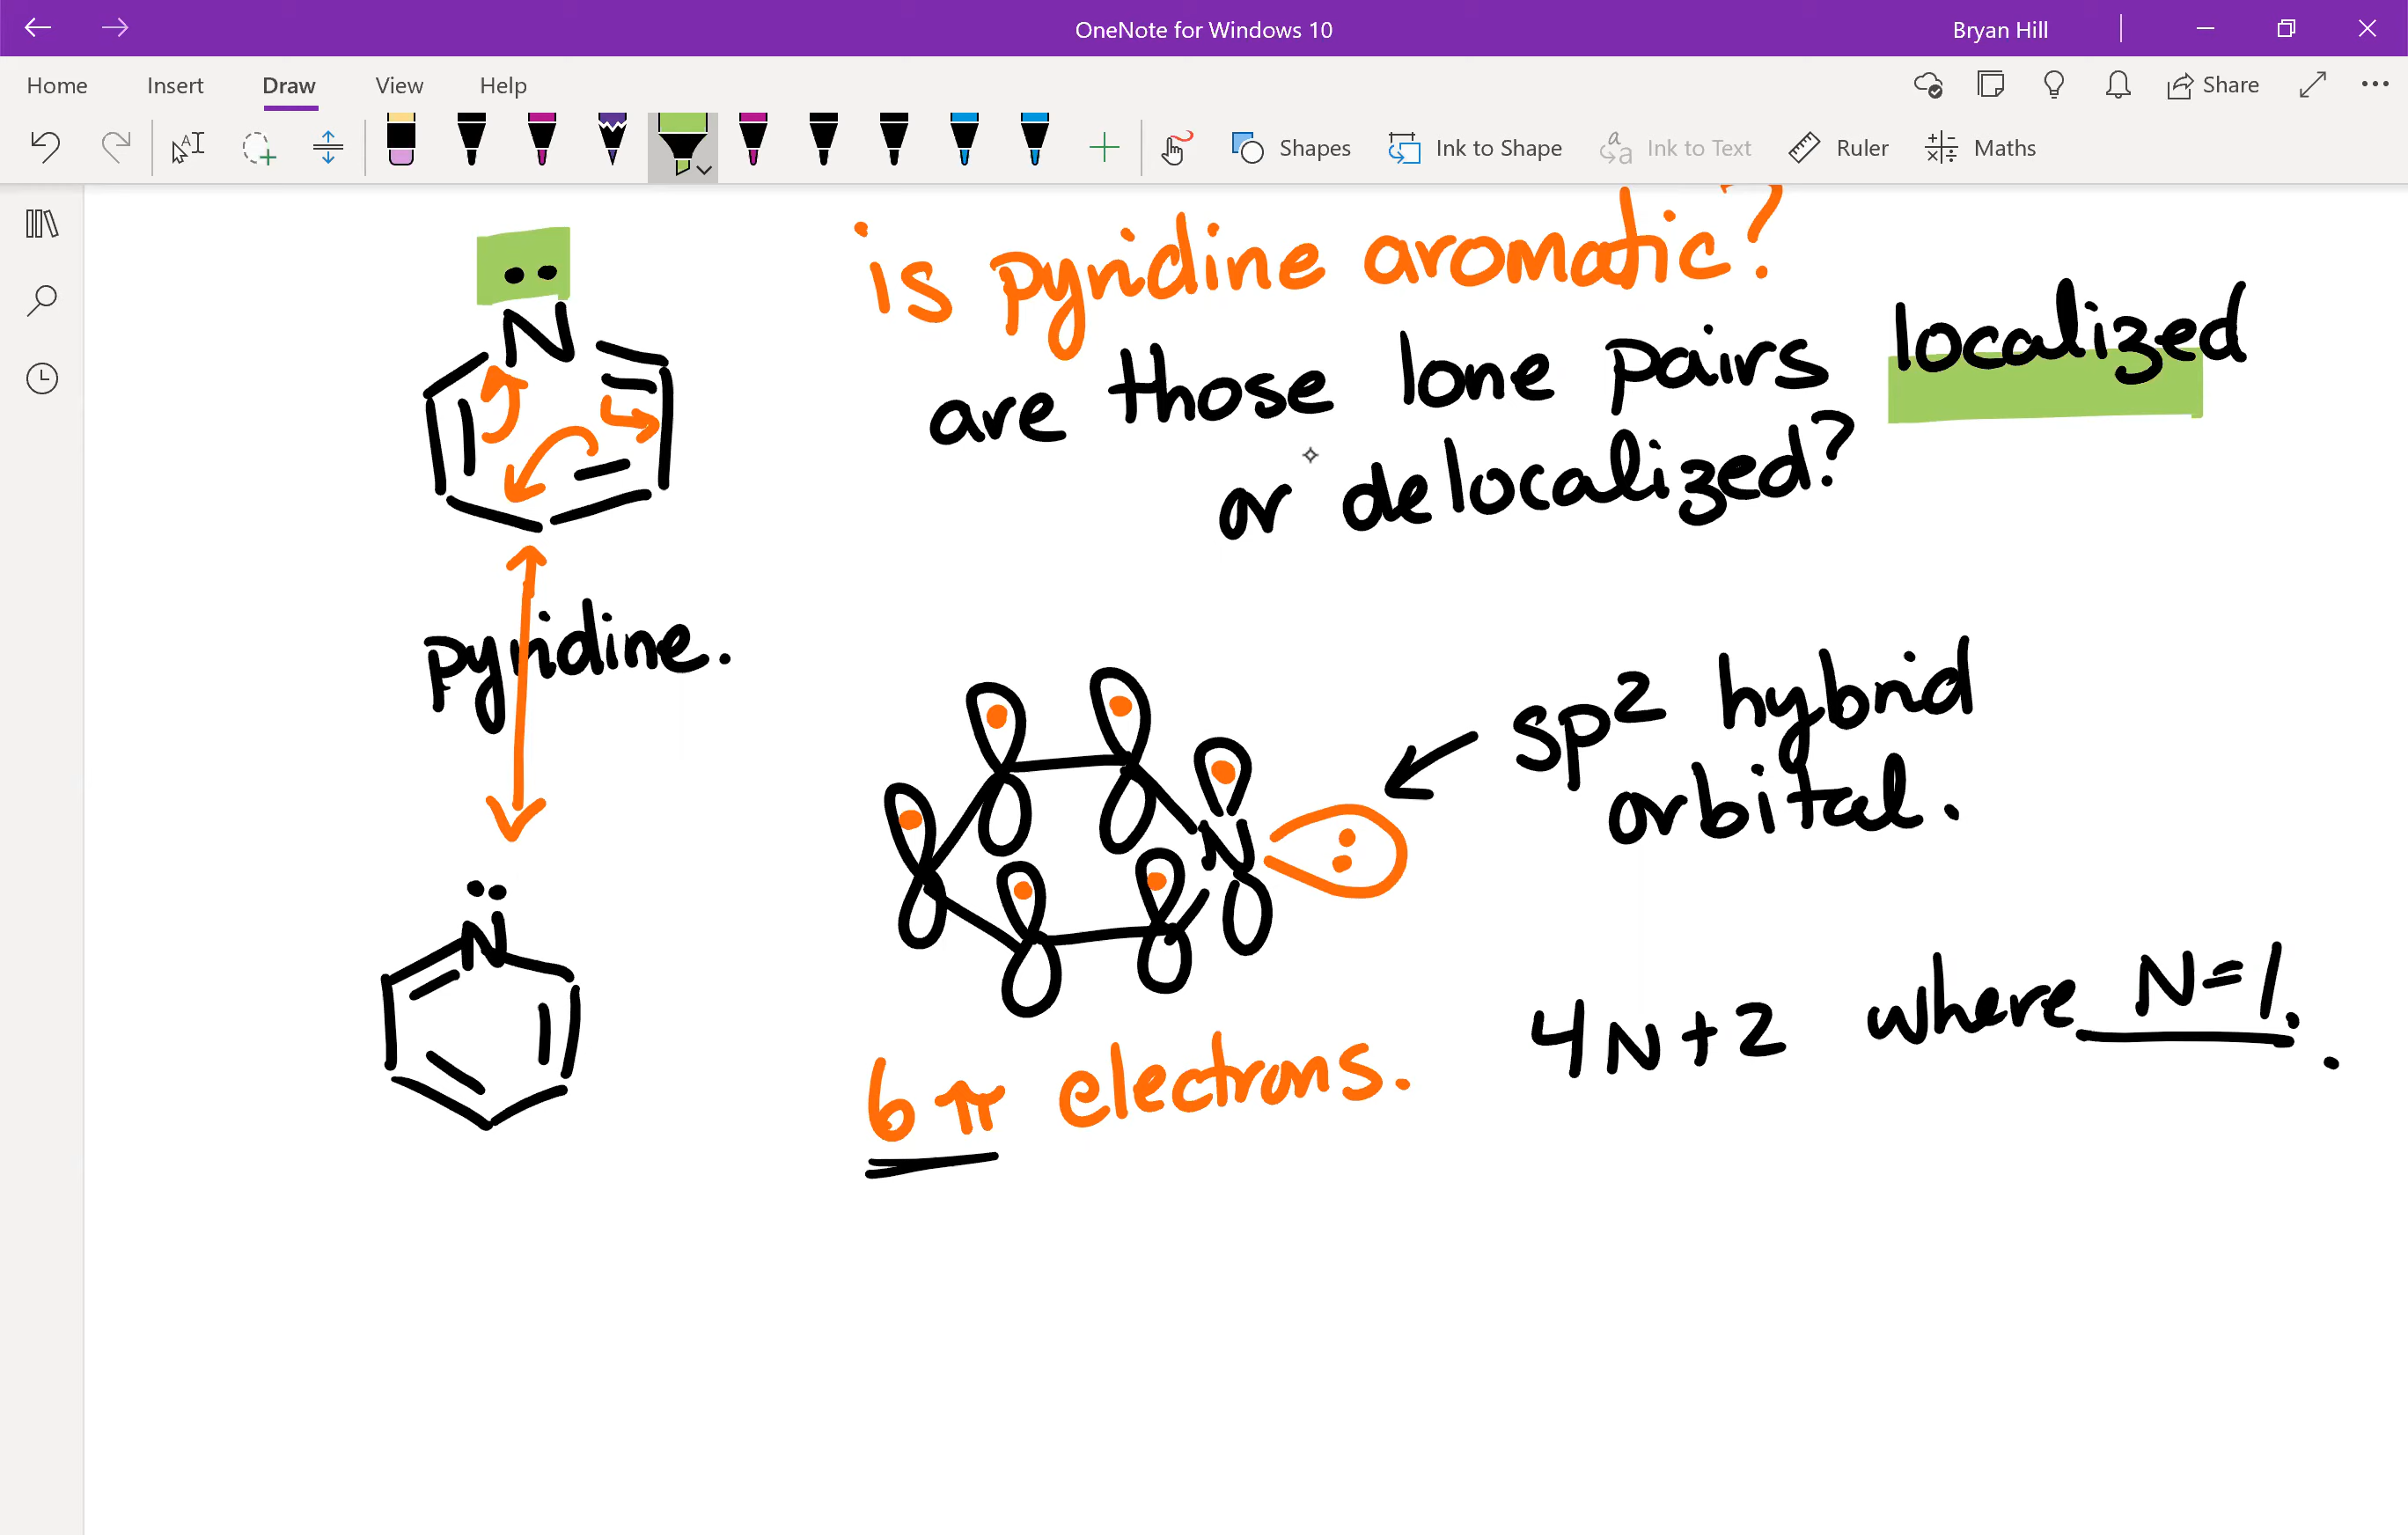 OneNote for Windows 10
Bryan Hill
Home Insert Draw View Help
Share
Shapes Ink to Shape Ink to Text Ruler Maths
is pyridine aromatic?
are those lone pairs localized
or delocalized?
N
pyridine.
sp² hybrid
orbital.
N
N
4N+2 where N=1.
6π electrons.